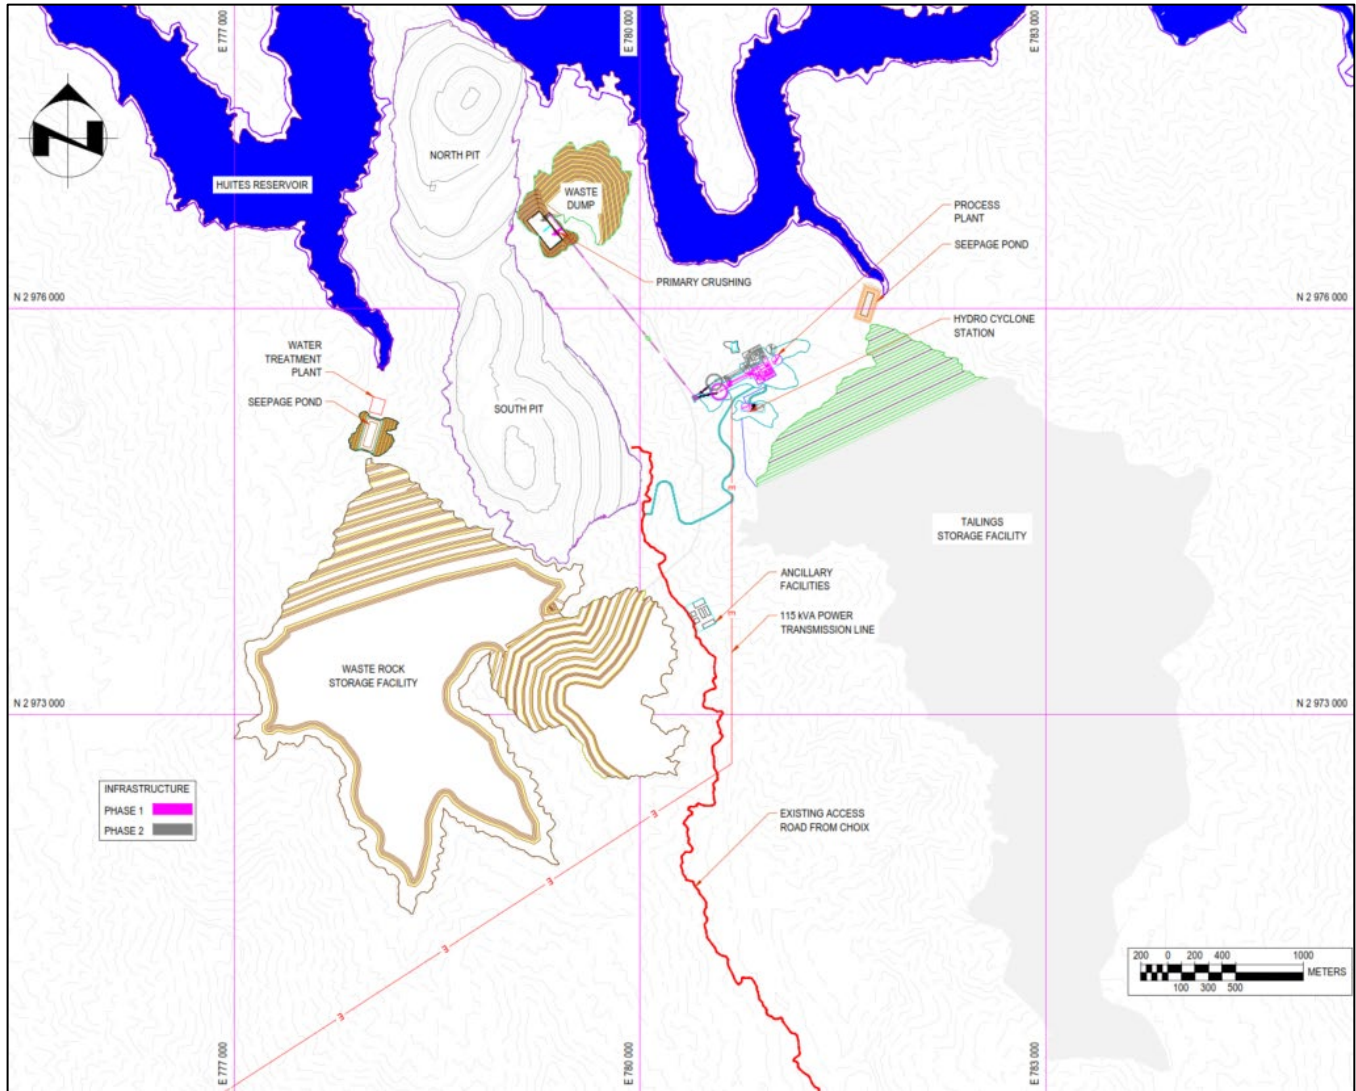 E 777 000
E 780 000
E 783 000
N
NORTH PIT
HUITES RESERVOIR
WASTE
DUMP
PROCESS
PLANT
SEEPAGE POND
PRIMARY CRUSHING
N 2 976 000
N 2 976 000
HYDRO CYCLONE
STATION
WATER
TREATMENT
PLANT
SEEPAGE POND
SOUTH PIT
TAILINGS
STORAGE FACILITY
ANCILLARY
FACILITIES
115 kVA POWER
TRANSMISSION LINE
WASTE ROCK
STORAGE FACILITY
N 2 973 000
N 2 973 000
INFRASTRUCTURE
PHASE 1
PHASE 2
EXISTING ACCESS
ROAD FROM CHOIX
200 0 200 400 1000
METERS
100 300 500
E 777 000
E 780 000
E 783 000